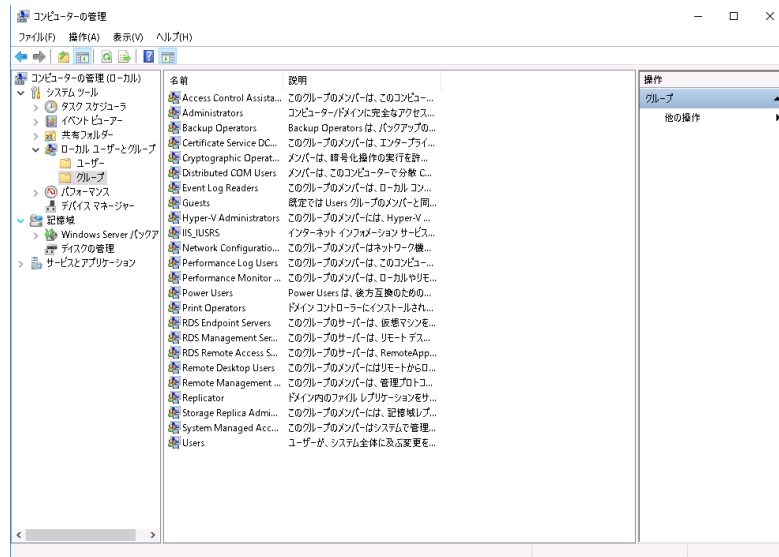 コンピューターの管理
ファイル(F) 操作(A) 表示(V) ヘルプ(H)
コンピューターの管理 (ローカル)
システム ツール
タスク スケジューラ
イベント ビューアー
共有フォルダー
ローカル ユーザーとグループ
ユーザー
グループ
パフォーマンス
デバイス マネージャー
記憶域
Windows Server バックア
ディスクの管理
サービスとアプリケーション
名前 説明
Access Control Assista... このグループのメンバーは、このコンピュー...
Administrators コンピューター/ドメインに完全なアクセス...
Backup Operators Backup Operators は、バックアップの...
Certificate Service DC... このグループのメンバーは、エンタープライ...
Cryptographic Operat... メンバーは、暗号化操作の実行を許...
Distributed COM Users メンバーは、このコンピューターで分散 C...
Event Log Readers このグループのメンバーは、ローカル コン...
Guests 既定では Users グループのメンバーと同...
Hyper-V Administrators このグループのメンバーには、Hyper-V ...
IIS_IUSRS インターネット インフォメーション サービス...
Network Configuratio... このグループのメンバーはネットワーク機...
Performance Log Users このグループのメンバーは、このコンピュー...
Performance Monitor ... このグループのメンバーは、ローカルやリモ...
Power Users Power Users は、後方互換のための...
Print Operators ドメイン コントローラーにインストールされ...
RDS Endpoint Servers このグループのサーバーは、仮想マシンを...
RDS Management Ser... このグループのサーバーは、リモート デス...
RDS Remote Access S... このグループのサーバーは、RemoteApp...
Remote Desktop Users このグループのメンバーにはリモートからロ...
Remote Management ... このグループのメンバーは、管理プロトコ...
Replicator ドメイン内のファイル レプリケーションをサ...
Storage Replica Admi... このグループのメンバーには、記憶域レプ...
System Managed Acc... このグループのメンバーはシステムで管理...
Users ユーザーが、システム全体に及ぶ変更を...
操作
グループ
他の操作